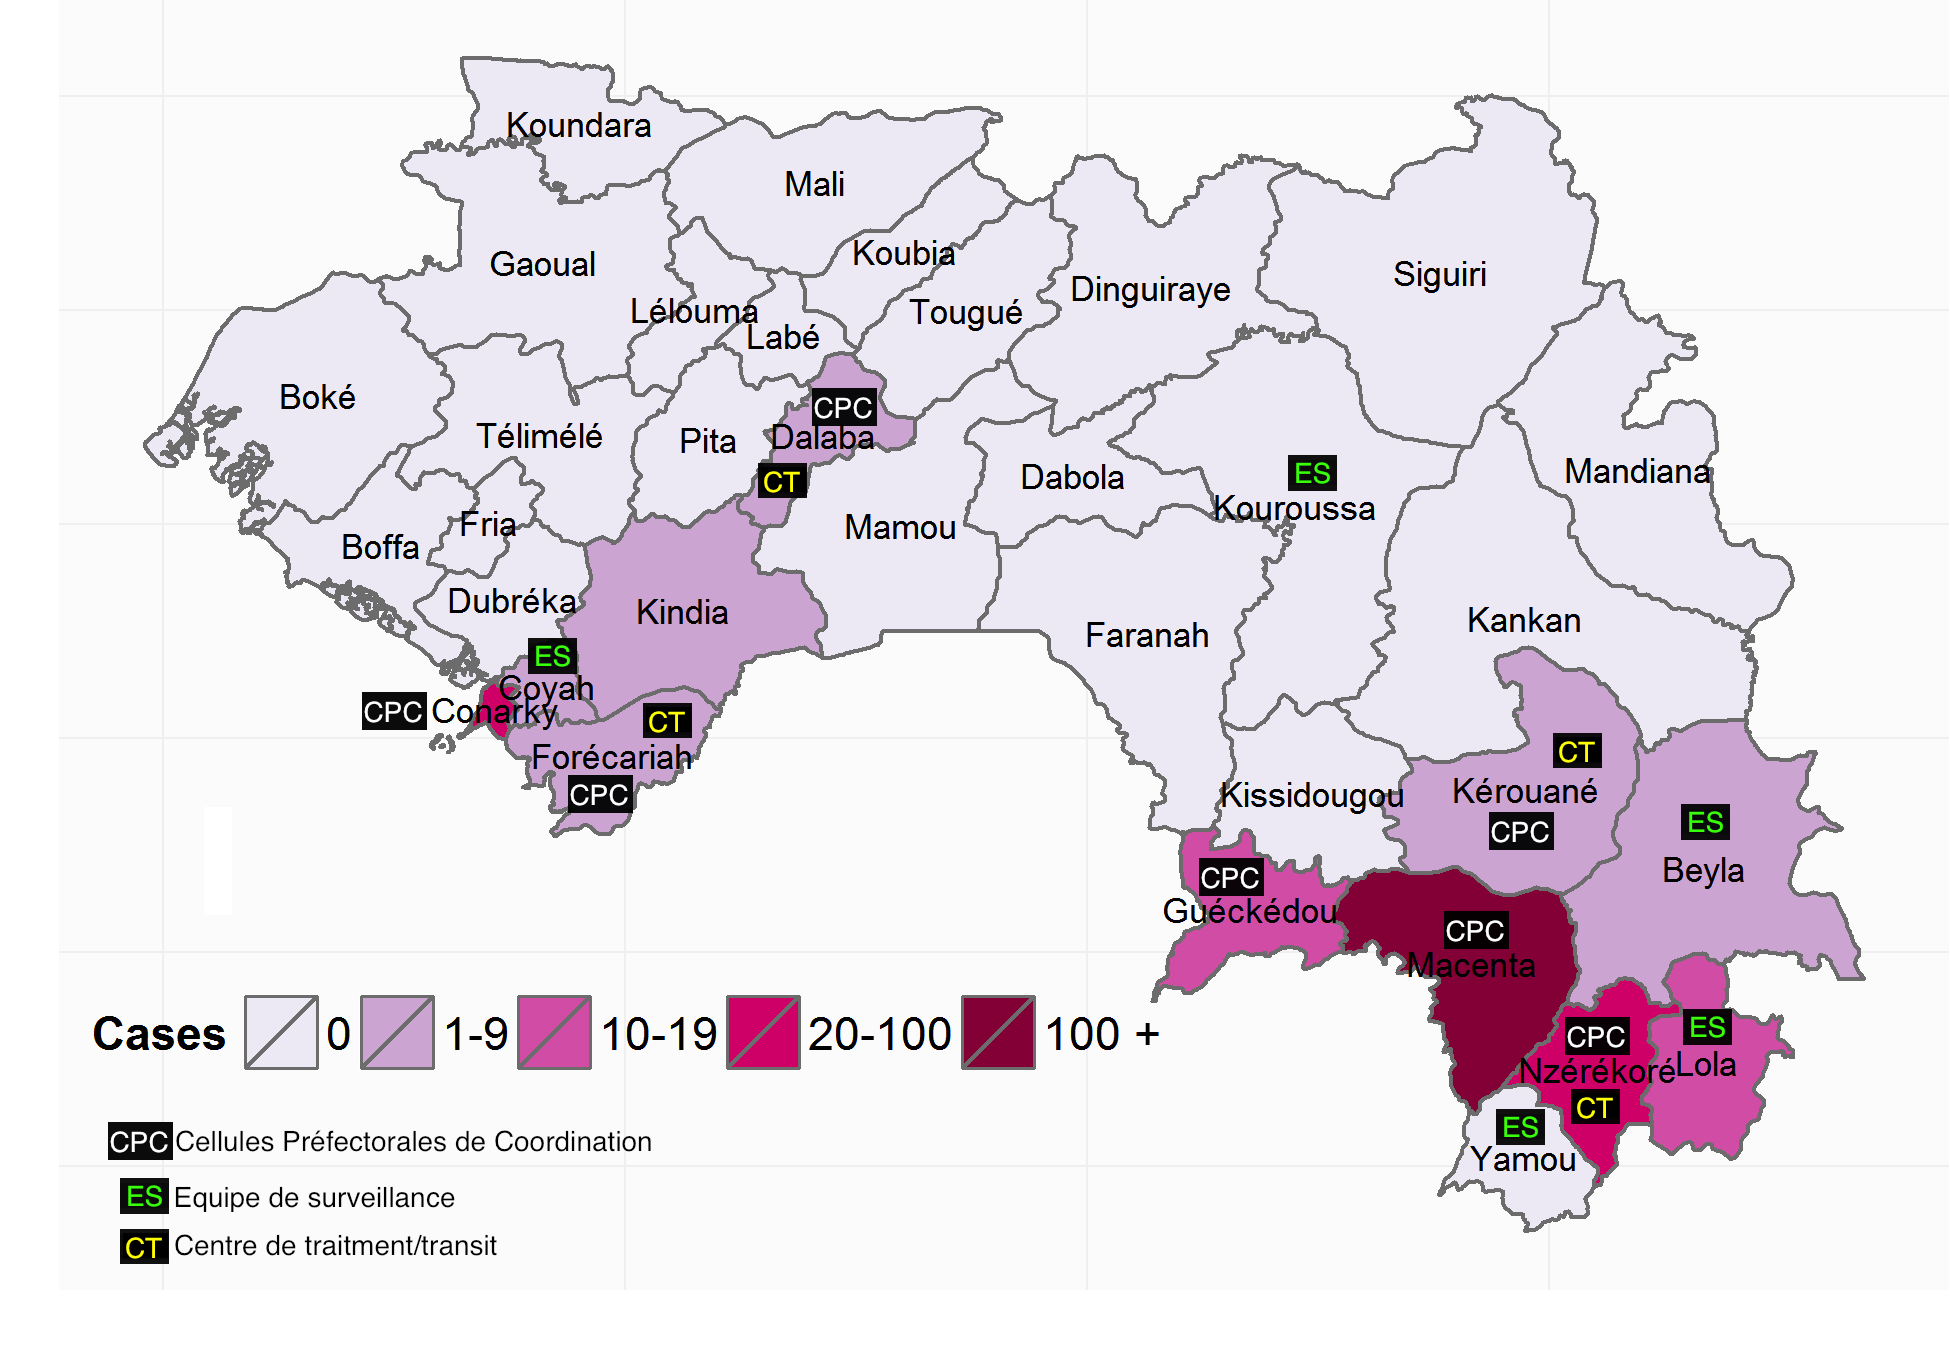 Koundara
Mali
Gaoual
Koubia
Siguiri
Dinguiraye
Lélouma
Tougué
Labé
Boké
CPC
Télimélé
Pita
Dalaba
CT
Dabola
ES
Mandiana
Kouroussa
Fria
Mamou
Boffa
Dubréka
Kindia
Kankan
Faranah
ES
Coyah
CPC Conarky
CT
Forécariah
CPC
CT
Kissidougou
Kérouané
CPC
ES
Beyla
CPC
Guéckédou
CPC
Macenta
CPC
ES
Nzérékoré
Lola
CT
ES
Yamou
Cases 0 1-9 10-19 20-100 100 +
CPC Cellules Préfectorales de Coordination
ES Equipe de surveillance
CT Centre de traitment/transit